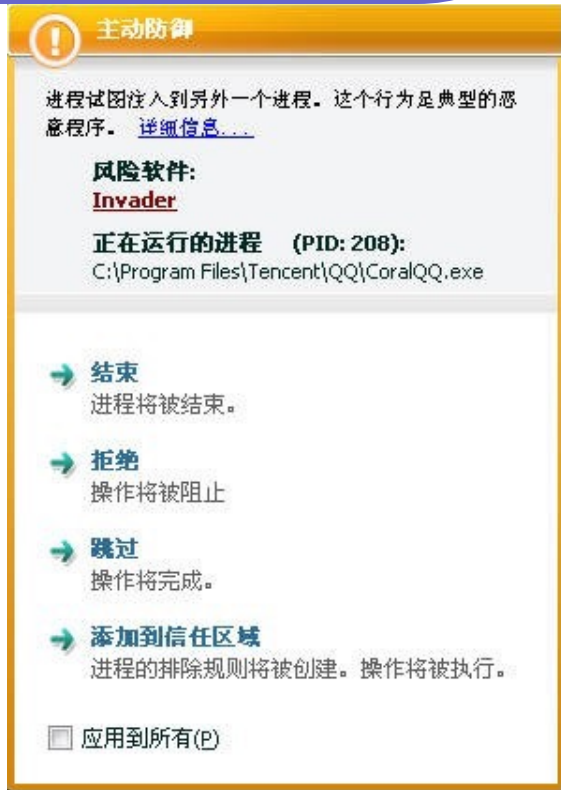 主动防御
进程试图注入到另外一个进程。这个行为是典型的恶
意程序。 详细信息...
风险软件:
Invader
正在运行的进程 (PID: 208):
C:\Program Files\Tencent\QQ\CoralQQ.exe
结束
进程将被结束。
拒绝
操作将被阻止
跳过
操作将完成。
添加到信任区域
进程的排除规则将被创建。操作将被执行。
应用到所有(P)